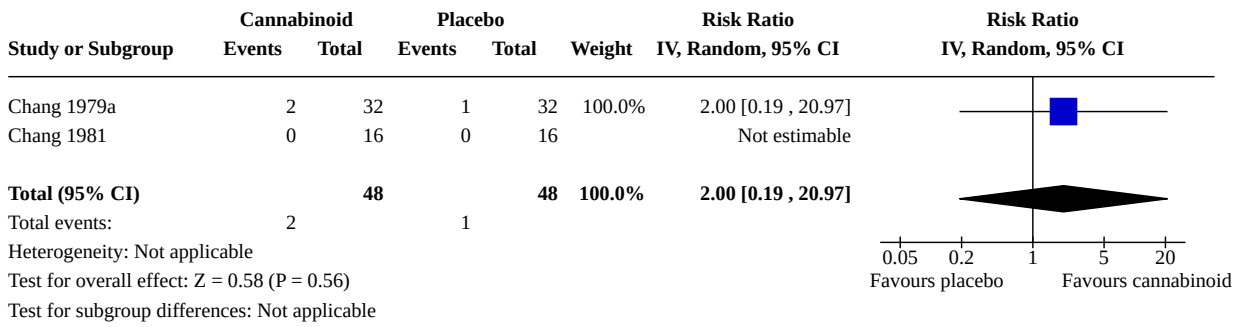 Cannabinoid Placebo Risk Ratio Risk Ratio
Study or Subgroup Events Total Events Total Weight IV, Random, 95% CI IV, Random, 95% CI
Chang 1979a 2 32 1 32 100.0% 2.00 [0.19 , 20.97]
Chang 1981 0 16 0 16 Not estimable
Total (95% CI) 48 48 100.0% 2.00 [0.19 , 20.97]
Total events: 2 1
Heterogeneity: Not applicable
0.05 0.2 1 5 20
Test for overall effect: Z = 0.58 (P = 0.56) Favours placebo Favours cannabinoid
Test for subgroup differences: Not applicable